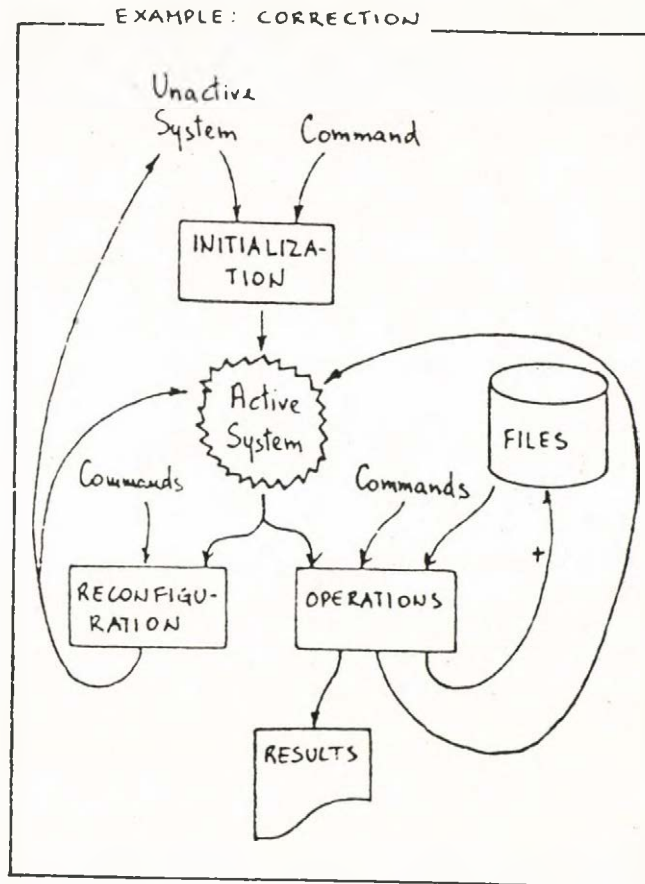 EXAMPLE: CORRECTION
Unactive
System
Command
INITIALIZA-
TION
Active
System
FILES
Commands
Commands
+
RECONFIGU-
RATION
OPERATIONS
RESULTS